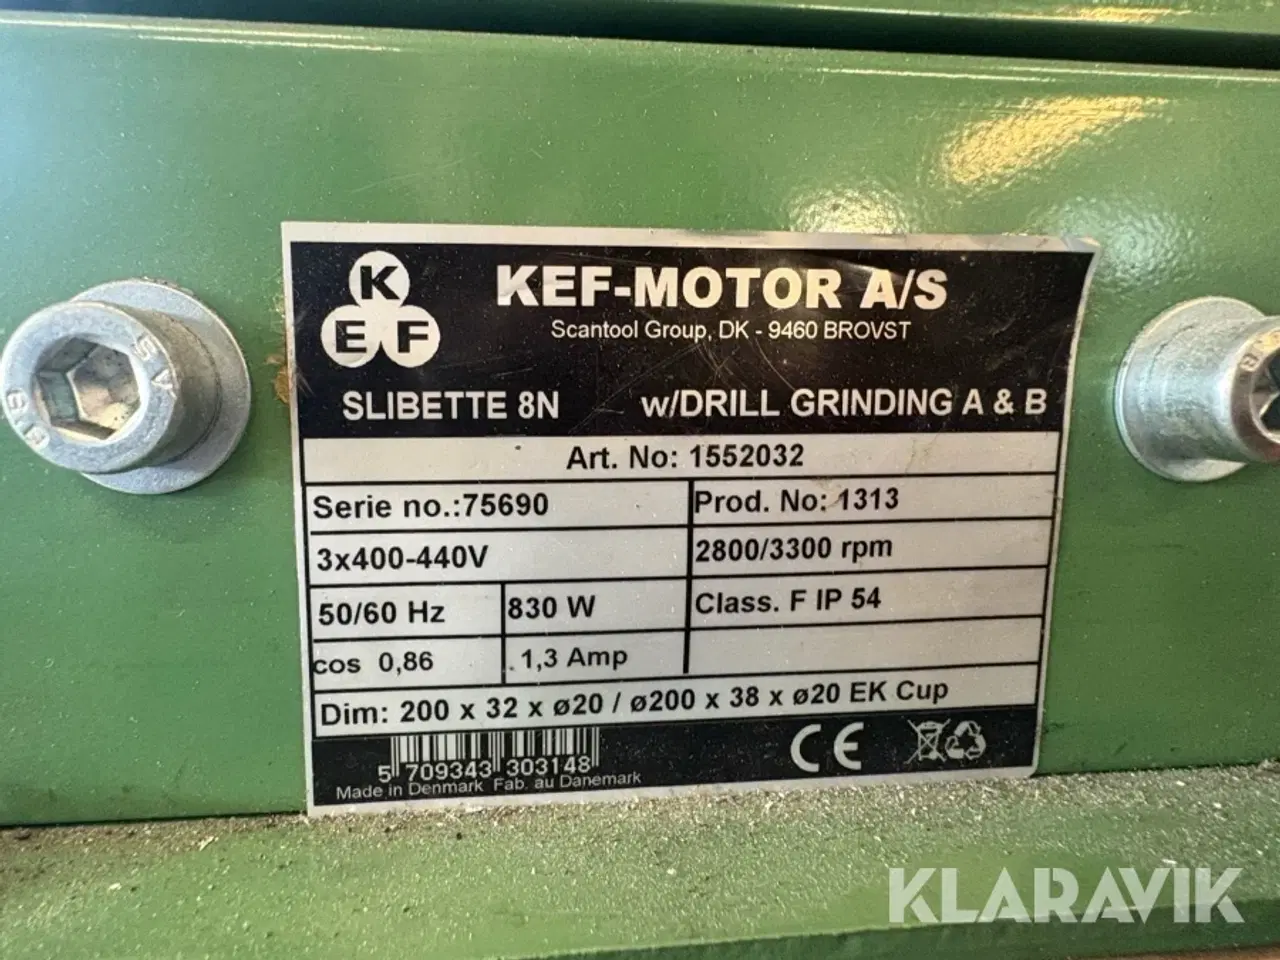 K
E F
KEF-MOTOR A/S
Scantool Group, DK - 9460 BROVST
SLIBETTE 8N w/DRILL GRINDING A & B
Art. No: 1552032
Serie no.:75690 Prod. No: 1313
3x400-440V 2800/3300 rpm
50/60 Hz 830 W Class. F IP 54
cos 0,86 1,3 Amp
Dim: 200 x 32 x ø20 / ø200 x 38 x ø20 EK Cup
5 709343 303148
CE
Made in Denmark Fab. au Danemark
KLARAVIK